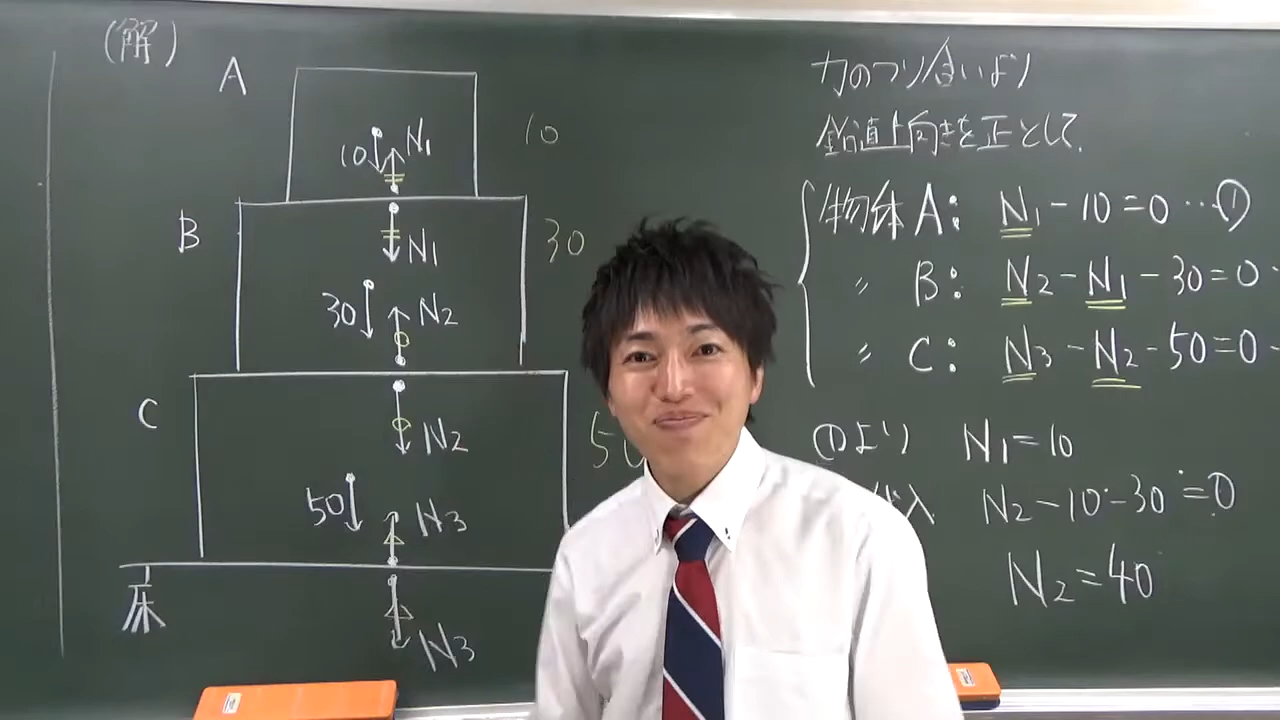 (解)
A
10
N₁
10
B
N₁
30
30
N₂
C
N₂
50
50
N₃
床
N₃
力のつり合いより
鉛直上向きを正として、
物体A: N₁-10=0 …①
〃 B: N₂-N₁-30=0
〃 C: N₃-N₂-50=0
①より N₁=10
代入 N₂-10-30=0
N₂=40